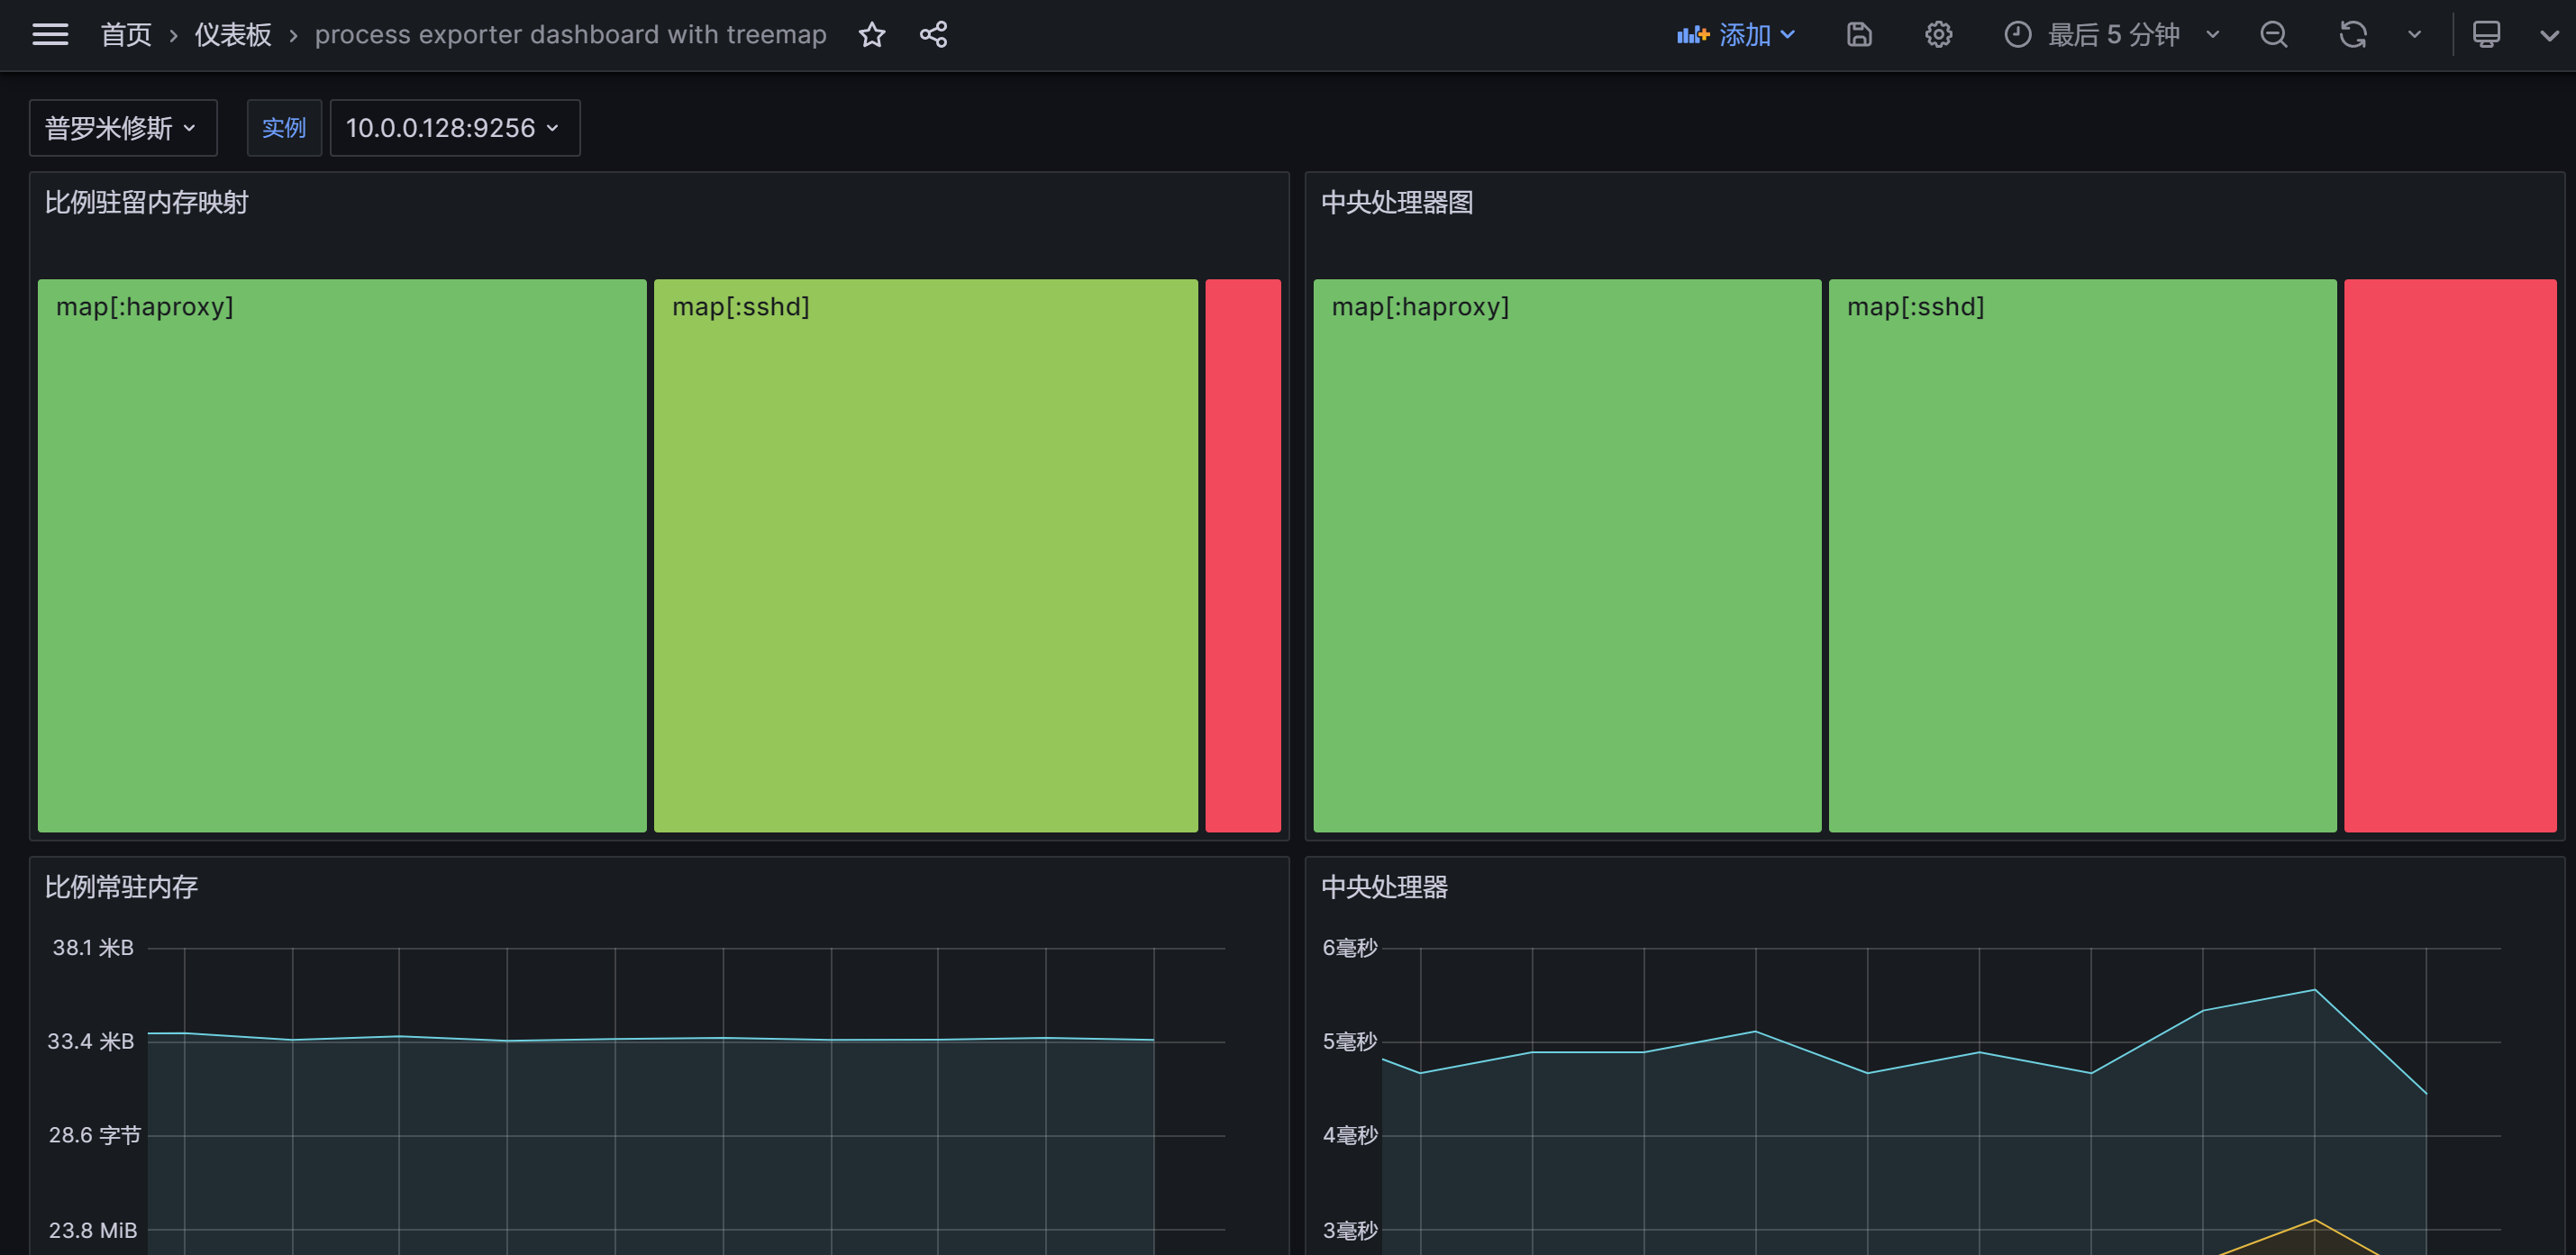 首页 › 仪表板 › process exporter dashboard with treemap 添加 最后 5 分钟
普罗米修斯 实例 10.0.0.128:9256
比例驻留内存映射
map[:haproxy] map[:sshd]
中央处理器图
map[:haproxy] map[:sshd]
比例常驻内存
38.1 米B
33.4 米B
28.6 字节
23.8 MiB
中央处理器
6毫秒
5毫秒
4毫秒
3毫秒